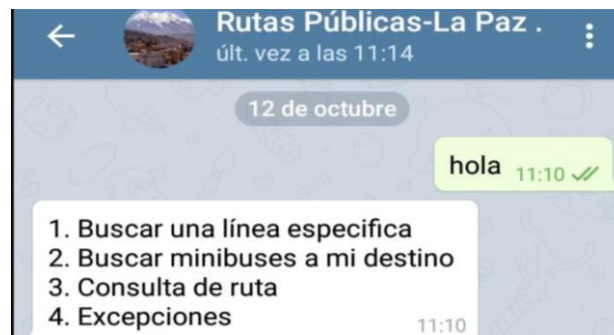 Rutas Públicas-La Paz .
últ. vez a las 11:14
12 de octubre
hola 11:10
1. Buscar una línea especifica
2. Buscar minibuses a mi destino
3. Consulta de ruta
4. Excepciones
11:10